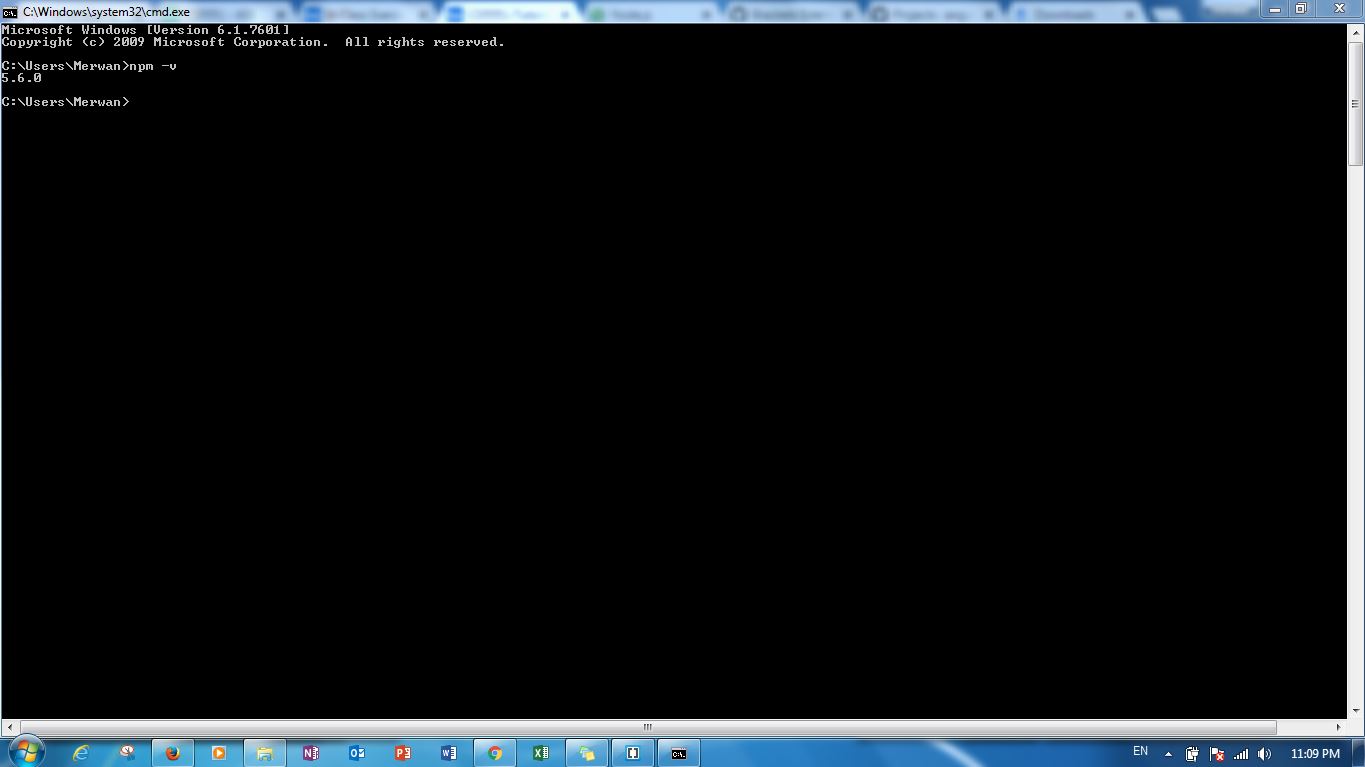 C:\Windows\system32\cmd.exe
Microsoft Windows [Version 6.1.7601]
Copyright (c) 2009 Microsoft Corporation.  All rights reserved.
C:\Users\Merwan>npm -v
5.6.0
C:\Users\Merwan>
EN
11:09 PM